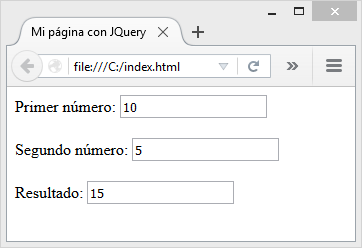 Mi página con JQuery
file:///C:/index.html
Primer número: 10
Segundo número: 5
Resultado: 15